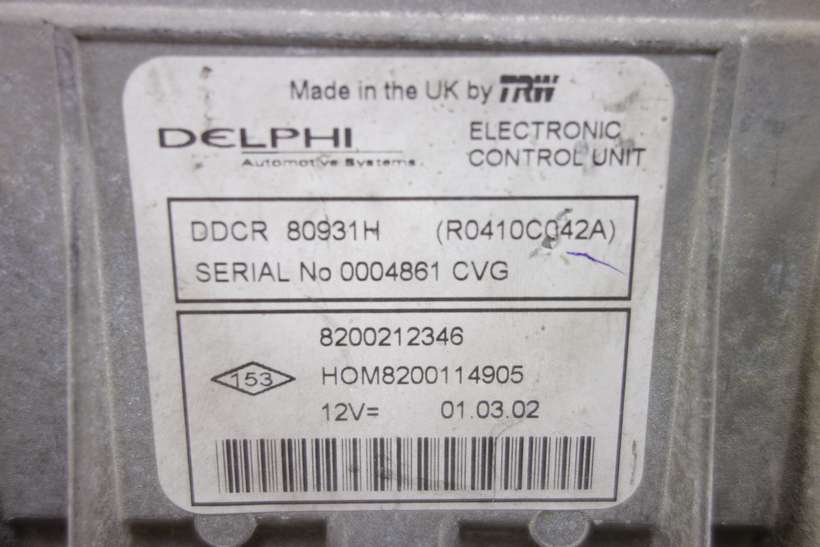 Made in the UK by TRW
DELPHI
Automotive Systems
ELECTRONIC
CONTROL UNIT
DDCR 80931H (R0410C042A)
SERIAL No 0004861 CVG
8200212346
153
HOM8200114905
12V= 01.03.02